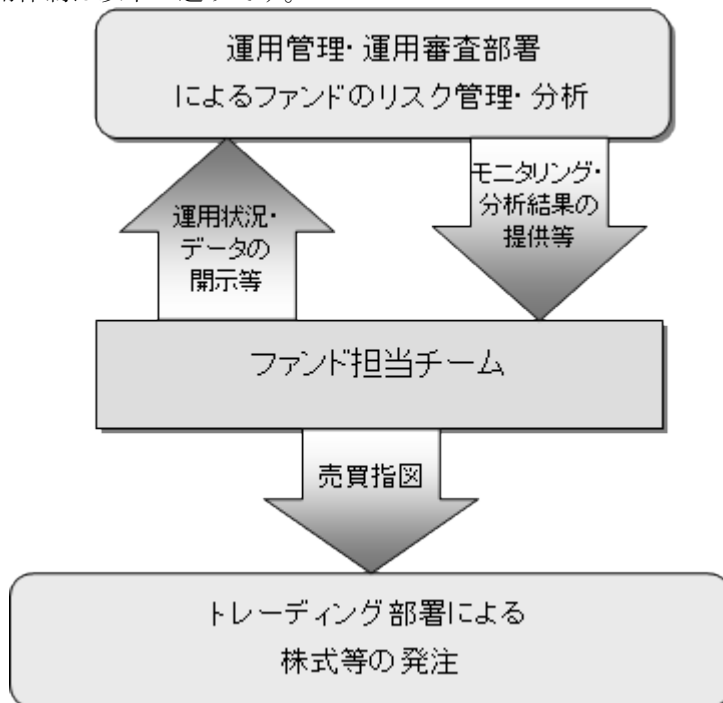 運用管理・運用審査部署
によるファンドのリスク管理・分析
運用状況・
データの
開示等
モニタリング・
分析結果の
提供等
ファンド担当チーム
売買指図
トレーディング部署による
株式等の発注